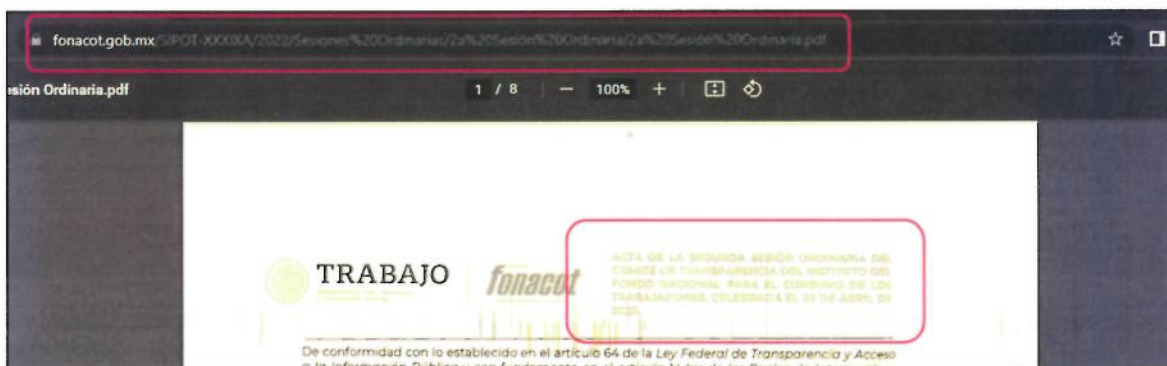 fonacot.gob.mx/SIPOT-XXXIXA/2022/Sesiones%20Ordinarias/2a%20Sesión%20Ordinaria/2a%20Sesión%20Ordinaria.pdf
sión Ordinaria.pdf
1 / 8 — 100% +
TRABAJO
fonacot
ACTA DE LA SEGUNDA SESIÓN ORDINARIA DEL
COMITÉ DE TRANSPARENCIA DEL INSTITUTO DEL
FONDO NACIONAL PARA EL CONSUMO DE LOS
TRABAJADORES, CELEBRADA EL DE ABRIL DE
De conformidad con lo establecido en el artículo 64 de la Ley Federal de Transparencia y Acceso